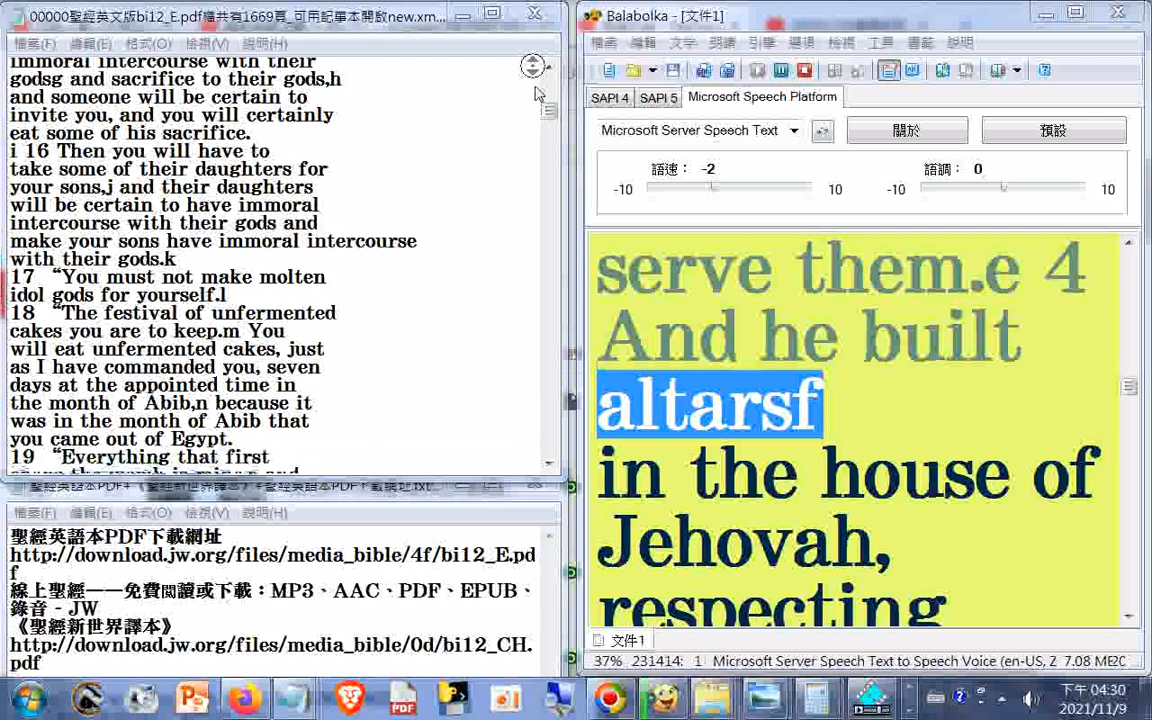 00000聖經英文版bi12_E.pdf檔共有1669頁_可用記事本開啟new.xm...
檔案(F) 編輯(E) 格式(O) 檢視(V) 說明(H)
immoral intercourse with their
godsg and sacrifice to their gods,h
and someone will be certain to
invite you, and you will certainly
eat some of his sacrifice.
i 16 Then you will have to
take some of their daughters for
your sons,j and their daughters
will be certain to have immoral
intercourse with their gods and
make your sons have immoral intercourse
with their gods.k
17 “You must not make molten
idol gods for yourself.l
18 “The festival of unfermented
cakes you are to keep.m You
will eat unfermented cakes, just
as I have commanded you, seven
days at the appointed time in
the month of Abib,n because it
was in the month of Abib that
you came out of Egypt.
19 “Everything that first
檔案(F) 編輯(E) 格式(O) 檢視(V) 說明(H)
聖經英語本PDF下載網址
http://download.jw.org/files/media_bible/4f/bi12_E.pd
f
線上聖經——免費閱讀或下載：MP3、AAC、PDF、EPUB、
錄音 - JW
《聖經新世界譯本》
http://download.jw.org/files/media_bible/0d/bi12_CH.
pdf
Balabolka - [文件1]
檔案 編輯 文字 朗讀 引擎 選項 檢視 工具 書籤 說明
SAPI 4 SAPI 5 Microsoft Speech Platform
Microsoft Server Speech Text 關於 預設
語速： -2 語調： 0
-10 10 -10 10
serve them.e 4
And he built
altarsf
in the house of
Jehovah,
respecting
文件1
37% 231414: 1 Microsoft Server Speech Text to Speech Voice (en-US, Z 7.08 ME
下午 04:30
2021/11/9